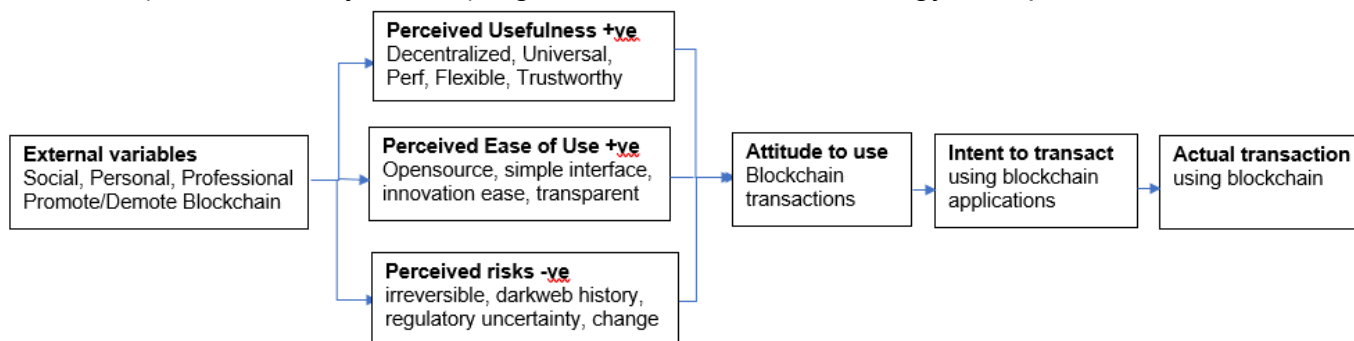 Perceived Usefulness +ve
Decentralized, Universal,
Perf, Flexible, Trustworthy
External variables
Social, Personal, Professional
Promote/Demote Blockchain
Perceived Ease of Use +ve
Opensource, simple interface,
innovation ease, transparent
Perceived risks -ve
irreversible, darkweb history,
regulatory uncertainty, change
Attitude to use
Blockchain
transactions
Intent to transact
using blockchain
applications
Actual transaction
using blockchain